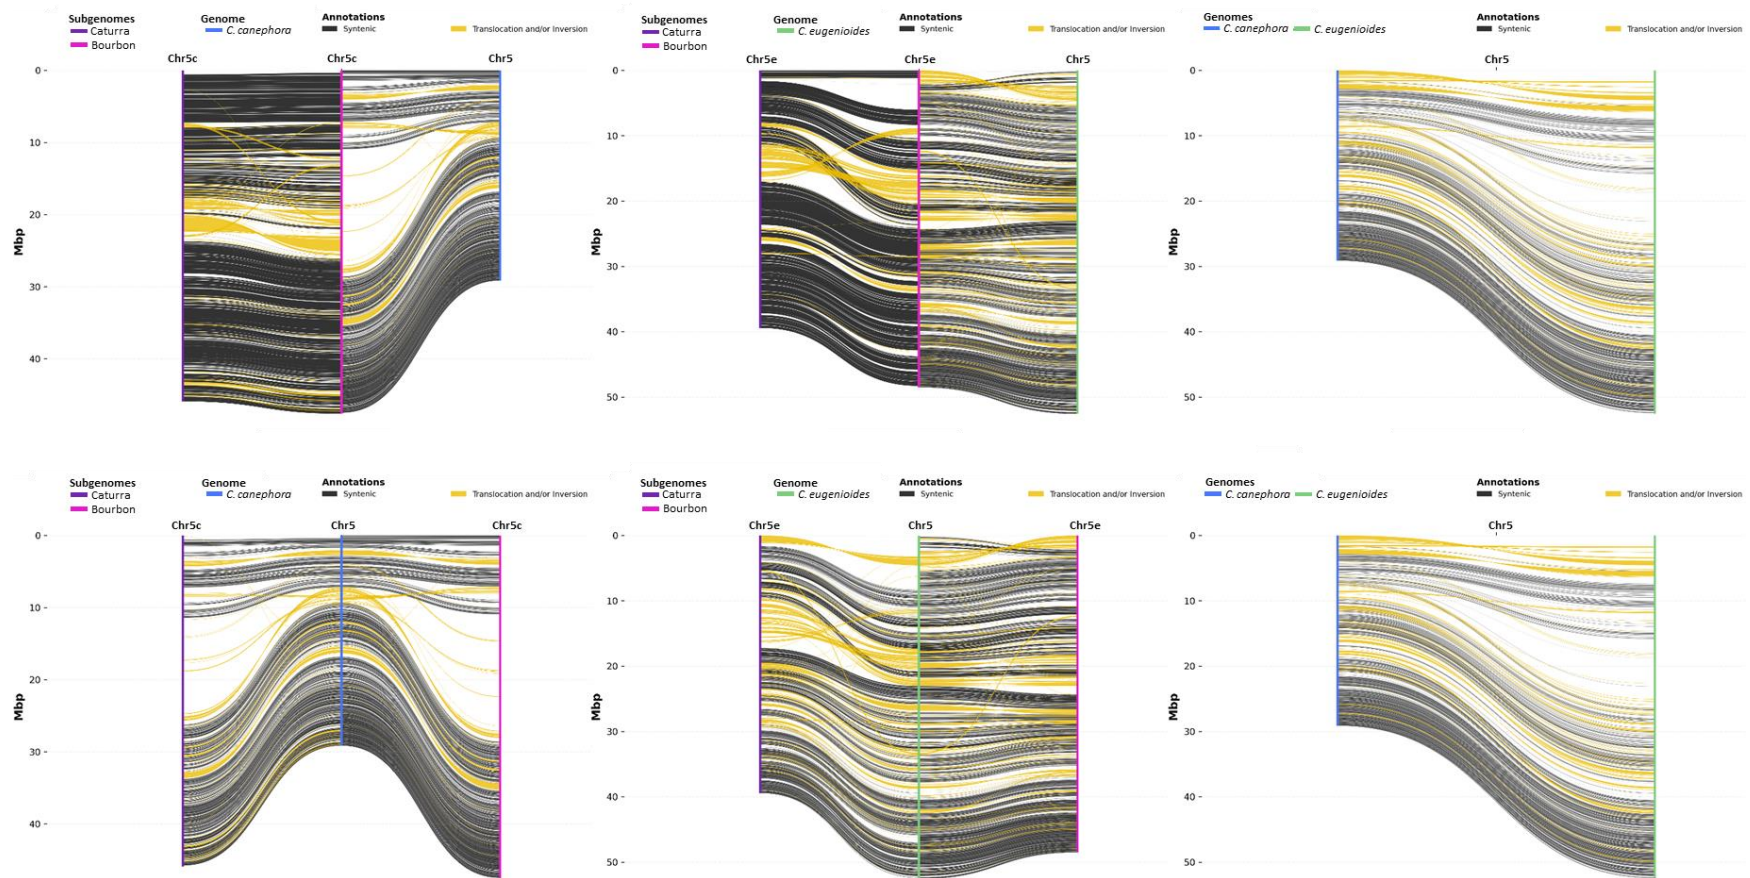 Subgenomes
Caturra
Bourbon
Genome
C. canephora
Annotations
Syntenic
Translocation and/or Inversion
Chr5c
Chr5c
Chr5
0
10
20
30
40
Mbp
Subgenomes
Caturra
Bourbon
Genome
C. eugenioides
Annotations
Syntenic
Translocation and/or Inversion
Chr5e
Chr5e
Chr5
0
10
20
30
40
50
Mbp
Genomes
C. canephora C. eugenioides
Annotations
Syntenic
Translocation and/or Inversion
Chr5
0
10
20
30
40
50
Mbp
Subgenomes
Caturra
Bourbon
Genome
C. canephora
Annotations
Syntenic
Translocation and/or Inversion
Chr5c
Chr5
Chr5c
0
10
20
30
40
Mbp
Subgenomes
Caturra
Bourbon
Genome
C. eugenioides
Annotations
Syntenic
Translocation and/or Inversion
Chr5e
Chr5
Chr5e
0
10
20
30
40
50
Mbp
Genomes
C. canephora C. eugenioides
Annotations
Syntenic
Translocation and/or Inversion
Chr5
0
10
20
30
40
50
Mbp